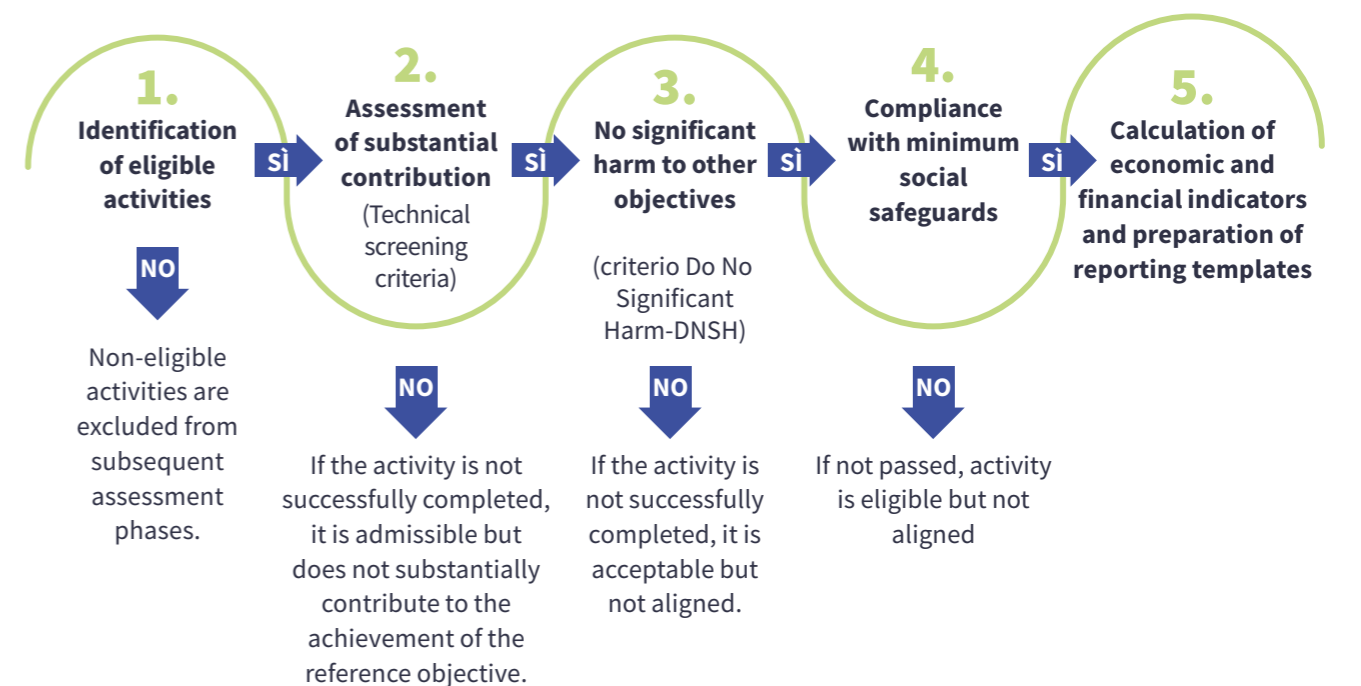 1.
Identification
of eligible
activities
NO
Non-eligible
activities are
excluded from
subsequent
assessment
phases.
SÌ
2.
Assessment
of substantial
contribution
(Technical
screening
criteria)
NO
If the activity is not
successfully completed,
it is admissible but
does not substantially
contribute to the
achievement of the
reference objective.
SÌ
3.
No significant
harm to other
objectives
(criterio Do No
Significant
Harm-DNSH)
NO
If the activity is
not successfully
completed, it is
acceptable but
not aligned.
SÌ
4.
Compliance
with minimum
social
safeguards
NO
If not passed, activity
is eligible but not
aligned
SÌ
5.
Calculation of
economic and
financial indicators
and preparation of
reporting templates